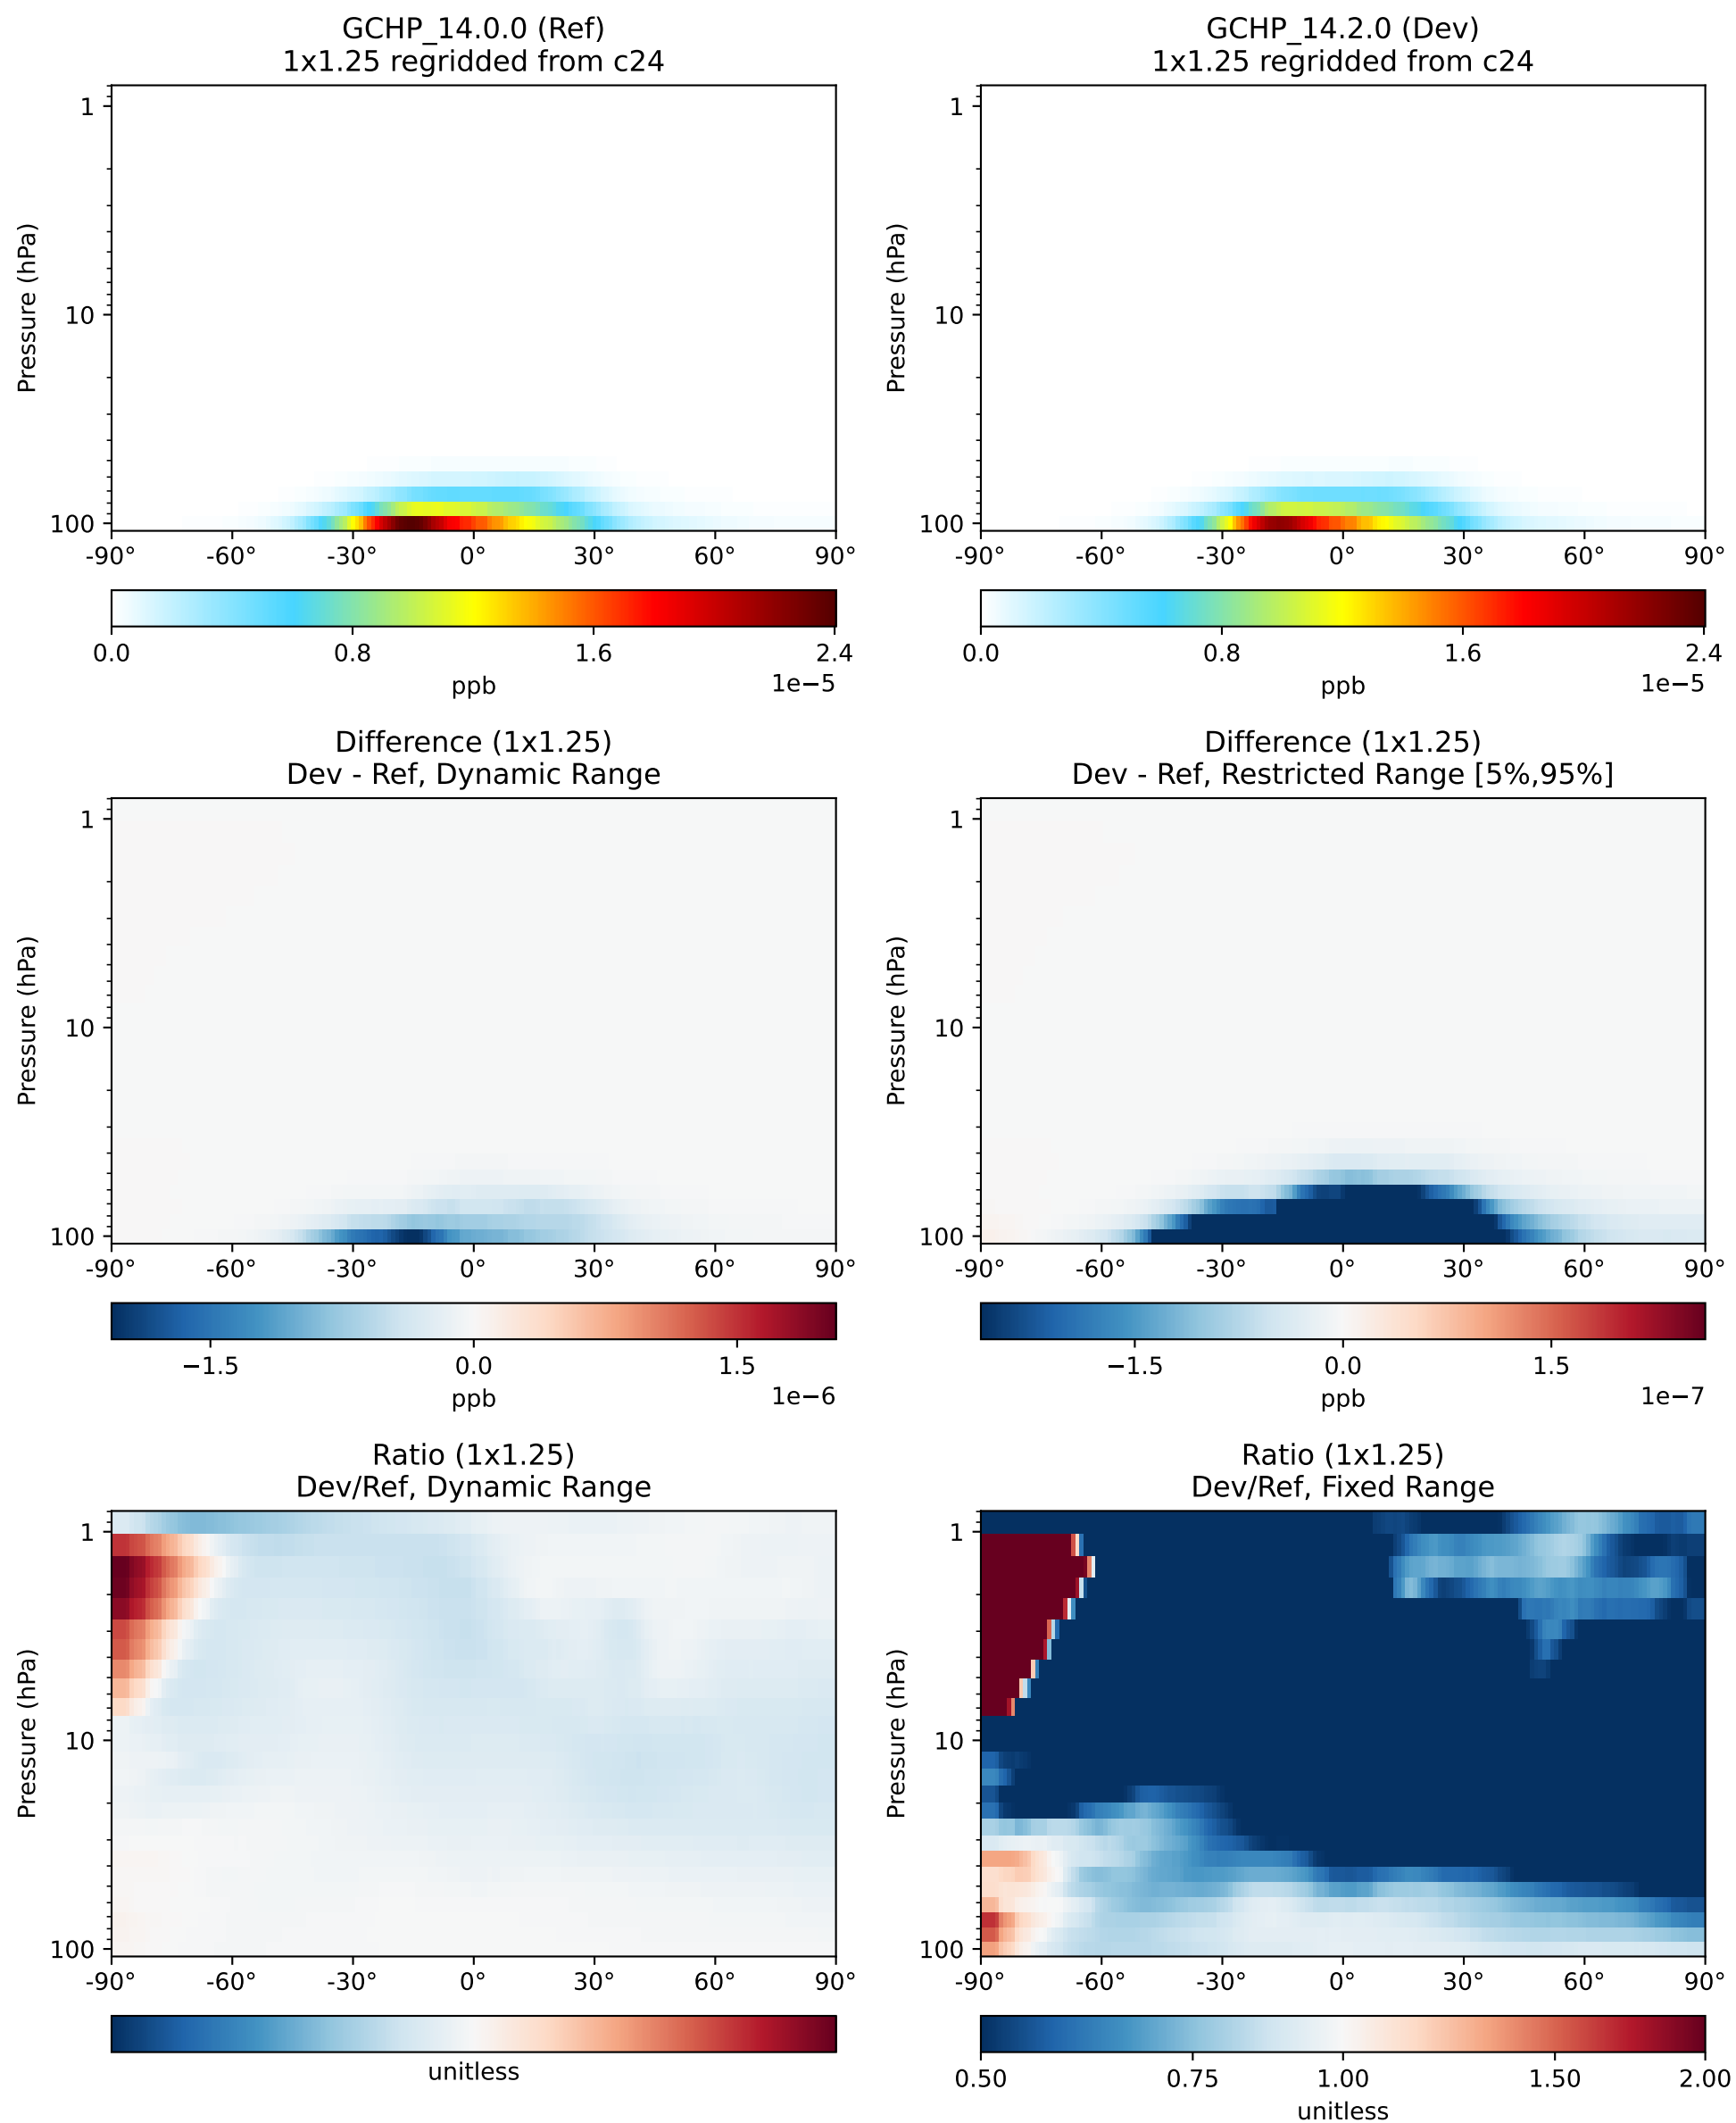 GCHP_14.0.0 (Ref)
1x1.25 regridded from c24
GCHP_14.2.0 (Dev)
1x1.25 regridded from c24
Pressure (hPa)
1
10
100
-90° -60° -30° 0° 30° 60° 90°
0.0 0.8 1.6 2.4
ppb
1e−5
Pressure (hPa)
1
10
100
-90° -60° -30° 0° 30° 60° 90°
0.0 0.8 1.6 2.4
ppb
1e−5
Difference (1x1.25)
Dev - Ref, Dynamic Range
Difference (1x1.25)
Dev - Ref, Restricted Range [5%,95%]
Pressure (hPa)
1
10
100
-90° -60° -30° 0° 30° 60° 90°
−1.5 0.0 1.5
ppb
1e−6
Pressure (hPa)
1
10
100
-90° -60° -30° 0° 30° 60° 90°
−1.5 0.0 1.5
ppb
1e−7
Ratio (1x1.25)
Dev/Ref, Dynamic Range
Ratio (1x1.25)
Dev/Ref, Fixed Range
Pressure (hPa)
1
10
100
-90° -60° -30° 0° 30° 60° 90°
unitless
Pressure (hPa)
1
10
100
-90° -60° -30° 0° 30° 60° 90°
0.50 0.75 1.00 1.50 2.00
unitless